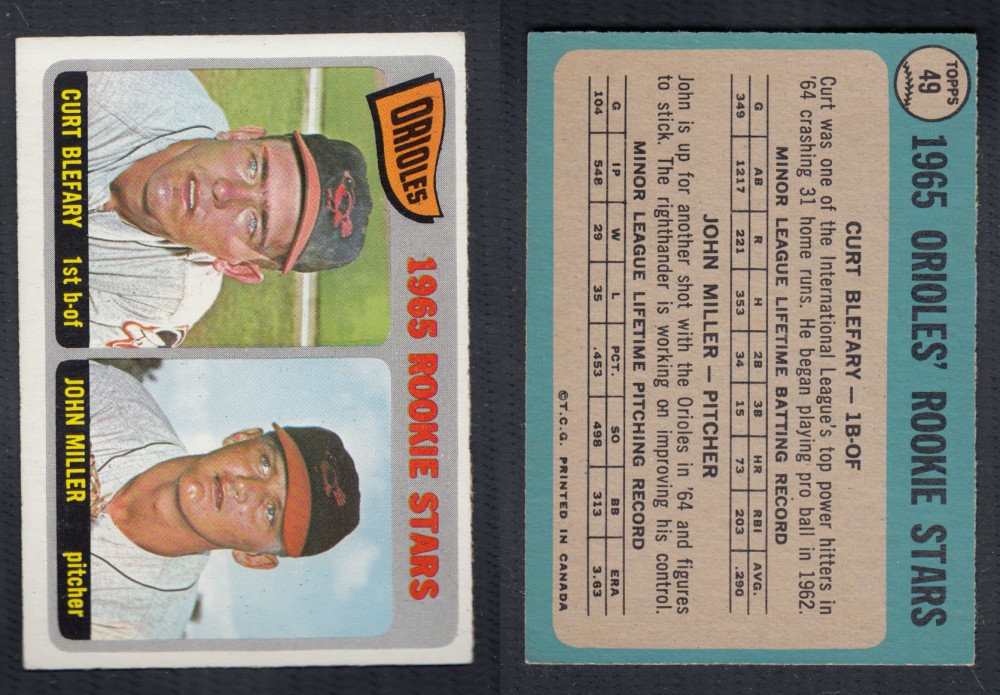 ORIOLES
1965 ROOKIE STARS
CURT BLEFARY 1st b-of
JOHN MILLER pitcher
TOPPS
49
1965 ORIOLES' ROOKIE STARS
CURT BLEFARY — 1B-OF
Curt was one of the International League's top power hitters in
'64 crashing 31 home runs. He began playing pro ball in 1962.
MINOR LEAGUE LIFETIME BATTING RECORD
G AB R H 2B 3B HR RBI AVG.
349 1217 221 353 34 15 73 203 .290
JOHN MILLER — PITCHER
John is up for another shot with the Orioles in '64 and figures
to stick. The righthander is working on improving his control.
MINOR LEAGUE LIFETIME PITCHING RECORD
G IP W L PCT. SO BB ERA
104 548 29 35 .453 498 313 3.63
©T.C.G. PRINTED IN CANADA